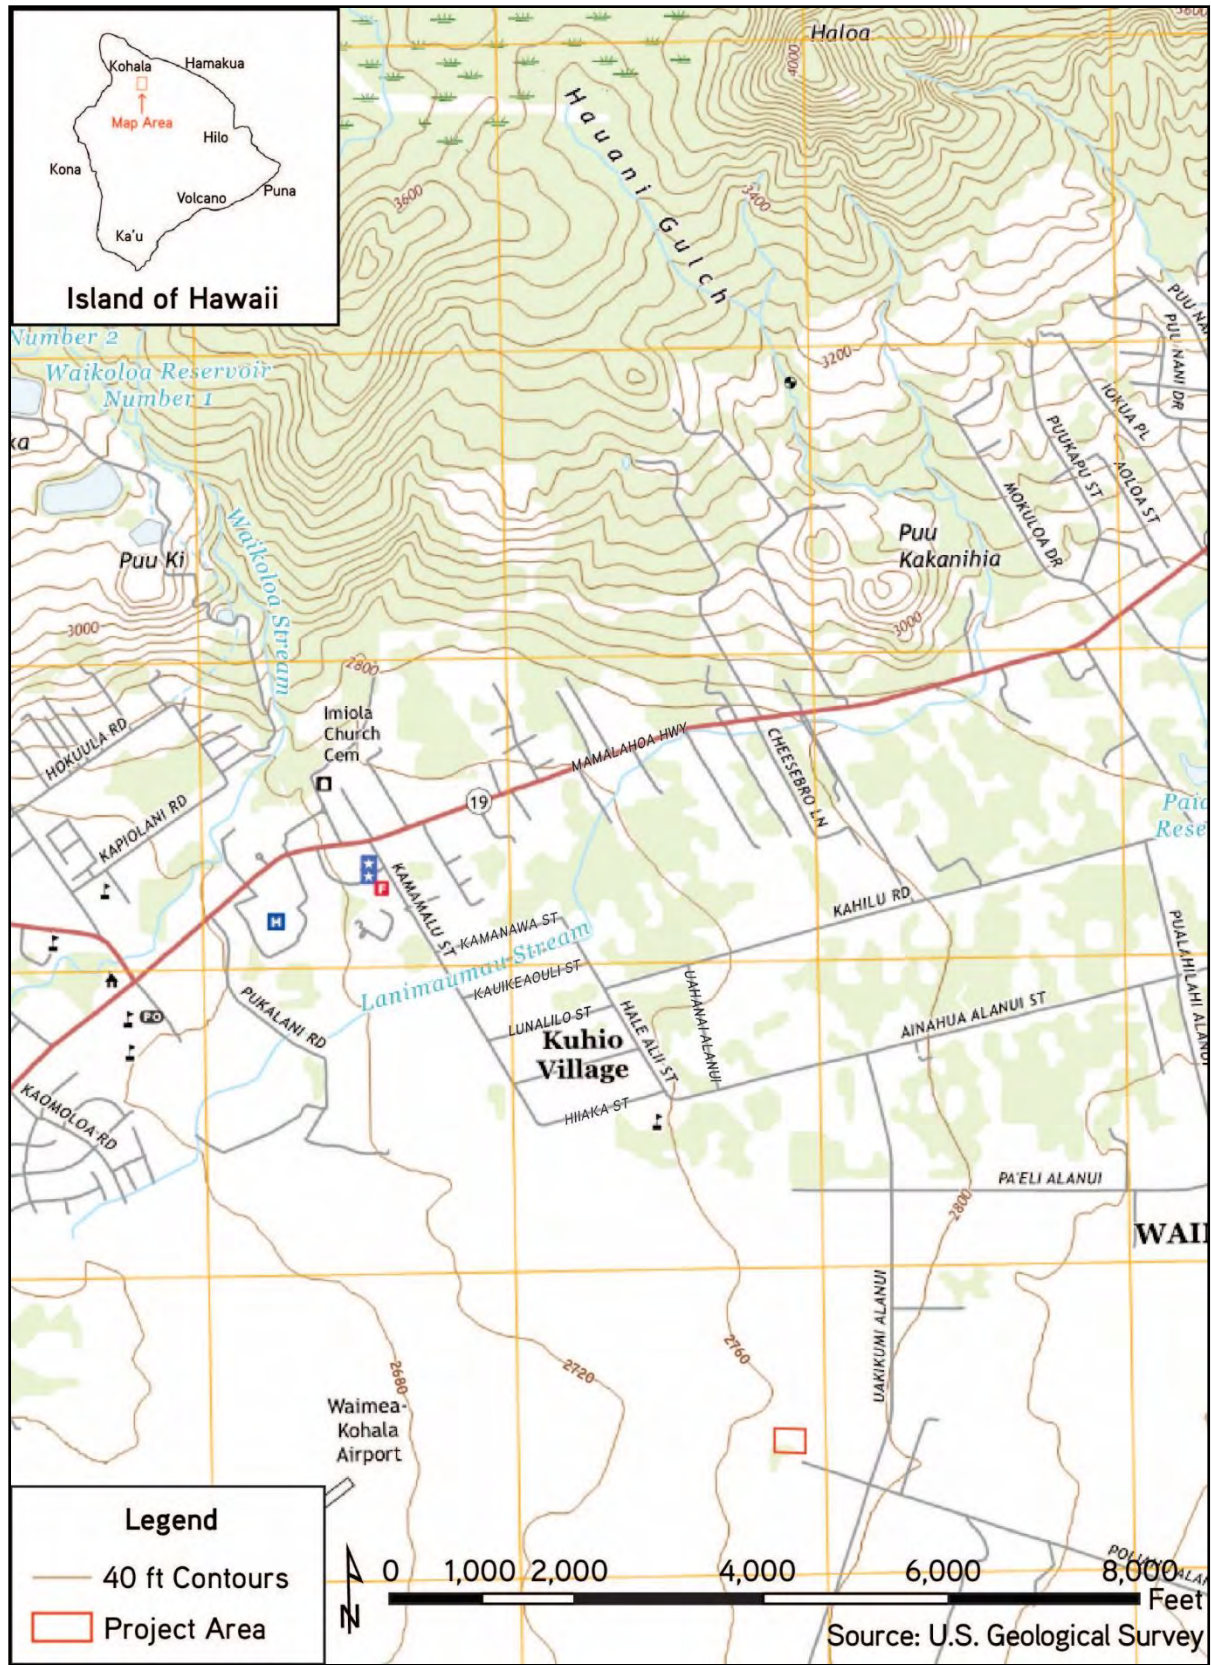 Kohala
Hamakua
Map Area
Hilo
Kona
Volcano
Puna
Ka'u
Island of Hawaii
Haloa
4000
Hauani Gulch
3600
3400
3200
Number 2
Waikoloa Reservoir
Number 1
PUU NANI DR
IOKUA PL
PUUKAPU ST
AOLOA ST
MOKULOA DR
Waikoloa Stream
Puu Ki
Puu
Kakanihia
3000
3000
2800
HOKUULA RD
Imiola
Church
Cem
MAMALAHOA HWY
19
CHEESEBRO LN
KAPIOLANI RD
F
H
KAMAMALU ST
KAHILU RD
KAMANAWA ST
Lanimaumau Stream
KAUIKEAOULI ST
UAHANAI ALANUI
PUALAHILAHI ALANUI
PO
PUKALANI RD
LUNALILO ST
HALE ALII ST
AINAHUA ALANUI ST
Kuhio
Village
KAOMOLOA RD
HIIAKA ST
PA'ELI ALANUI
2800
WAI
UAKIKUMI ALANUI
2680
2720
2760
Waimea-
Kohala
Airport
Legend
40 ft Contours
Project Area
N
0 1,000 2,000 4,000 6,000 8,000
Feet
Source: U.S. Geological Survey